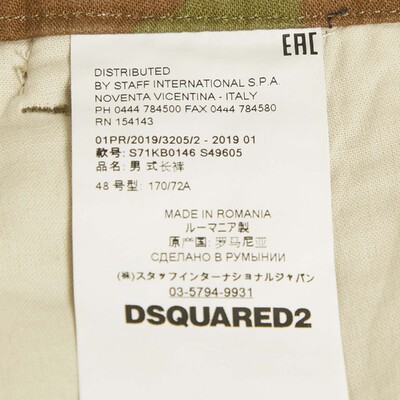 EAC
DISTRIBUTED
BY STAFF INTERNATIONAL S.P.A.
NOVENTA VICENTINA - ITALY
PH 0444 784500 FAX 0444 784580
RN 154143
01PR/2019/3205/2 - 2019 01
款号: S71KB0146 S49605
品名: 男式长裤
48 号型: 170/72A
MADE IN ROMANIA
ルーマニア製
原产国: 罗马尼亚
СДЕЛАНО В РУМЫНИИ
(株)スタッフインターナショナルジャパン
03-5794-9931
DSQUARED2